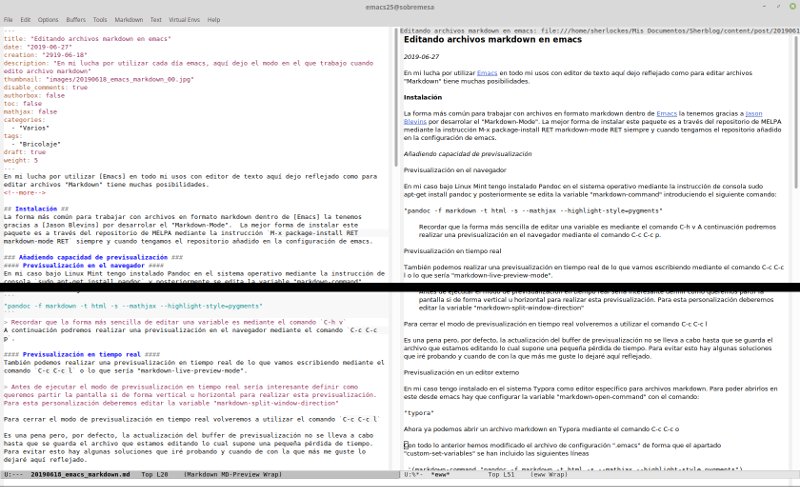 emacs25@sobremesa
File Edit Options Buffers Tools Markdown Text Virtual Envs Help
---
title: "Editando archivos markdown en emacs"
date: "2019-06-27"
creation: "2019-06-18"
description: "En mi lucha por utilizar cada día emacs, aquí dejo el modo en el que trabajo cuando
edito archivo markdown"
thumbnail: "images/20190618_emacs_markdown_00.jpg"
disable_comments: true
authorbox: false
toc: false
mathjax: false
categories:
- "Varios"
tags:
- "Bricolaje"
draft: true
weight: 5
---
En mi lucha por utilizar [Emacs] en todo mi usos con editor de texto aquí dejo reflejado como para
editar archivos "Markdown" tiene muchas posibilidades.
<!--more-->
## Instalación ##
La forma más común para trabajar con archivos en formato markdown dentro de [Emacs] la tenemos
gracias a [Jason Blevins] por desarrolar el "Markdown-Mode". La mejor forma de instalar este
paquete es a través del repositorio de MELPA mediante la instrucción `M-x package-install RET
markdown-mode RET` siempre y cuando tengamos el repositorio añadido en la configuración de emacs.
### Añadiendo capacidad de previsualización ###
#### Previsualización en el navegador ####
En mi caso bajo Linux Mint tengo instalado Pandoc en el sistema operativo mediante la instrucción de
consola `sudo apt-get install pandoc` y posteriormente se edita la variable "markdown-command"
"pandoc -f markdown -t html -s --mathjax --highlight-style=pygments"
> Recordar que la forma más sencilla de editar una variable es mediante el comando `C-h v`
A continuación podremos realizar una previsualización en el navegador mediante el comando `C-c C-c
p`.
#### Previsualización en tiempo real ####
También podemos realizar una previsualización en tiempo real de lo que vamos escribiendo mediante el
comando `C-c C-c l` o lo que sería "markdown-live-preview-mode".
> Antes de ejecutar el modo de previsualización en tiempo real sería interesante definir como
queremos partir la pantalla si de forma vertical u horizontal para realizar esta previsualización.
Para esta personalización deberemos editar la variable "markdown-split-window-direction"
Para cerrar el modo de previsualización en tiempo real volveremos a utilizar el comando `C-c C-c l`
Es una pena pero, por defecto, la actualización del buffer de previsualización no se lleva a cabo
hasta que se guarda el archivo que estamos editando lo cual supone una pequeña pérdida de tiempo.
Para evitar esto hay algunas soluciones que iré probando y cuando de con la que más me guste lo
dejaré aquí reflejado.
U:--- 20190618_emacs_markdown.md Top L20 (Markdown MD-Preview Wrap)
Editando archivos markdown en emacs: file:///home/sherlockes/Mis Documentos/Sherblog/content/post/201906
Editando archivos markdown en emacs
2019-06-27
En mi lucha por utilizar Emacs en todo mi usos con editor de texto aquí dejo reflejado como para editar archivos
"Markdown" tiene muchas posibilidades.
Instalación
La forma más común para trabajar con archivos en formato markdown dentro de Emacs la tenemos gracias a Jason
Blevins por desarrolar el "Markdown-Mode". La mejor forma de instalar este paquete es a través del repositorio de MELPA
mediante la instrucción M-x package-install RET markdown-mode RET siempre y cuando tengamos el repositorio añadido
en la configuración de emacs.
Añadiendo capacidad de previsualización
Previsualización en el navegador
En mi caso bajo Linux Mint tengo instalado Pandoc en el sistema operativo mediante la instrucción de consola sudo
apt-get install pandoc y posteriormente se edita la variable "markdown-command" introduciendo el siguiente comando:
"pandoc -f markdown -t html -s --mathjax --highlight-style=pygments"
Recordar que la forma más sencilla de editar una variable es mediante el comando C-h v A continuación podremos
realizar una previsualización en el navegador mediante el comando C-c C-c p.
Previsualización en tiempo real
También podemos realizar una previsualización en tiempo real de lo que vamos escribiendo mediante el comando C-c C-c
l o lo que sería "markdown-live-preview-mode".
Antes de ejecutar el modo de previsualización en tiempo real sería interesante definir como queremos partir la
pantalla si de forma vertical u horizontal para realizar esta previsualización. Para esta personalización deberemos
editar la variable "markdown-split-window-direction"
Para cerrar el modo de previsualización en tiempo real volveremos a utilizar el comando C-c C-c l
Es una pena pero, por defecto, la actualización del buffer de previsualización no se lleva a cabo hasta que se guarda el
archivo que estamos editando lo cual supone una pequeña pérdida de tiempo. Para evitar esto hay algunas soluciones
que iré probando y cuando de con la que más me guste lo dejaré aquí reflejado.
Previsualización en un editor externo
En mi caso tengo instalado en el sistema Typora como editor específico para archivos markdown. Para poder abrirlos en
este desde emacs hay que configurar la variable "markdown-open-command" con el comando:
"typora"
Ahora ya podemos abrir un archivo markdown en Typora mediante el comando C-c C-c o
Con todo lo anterior hemos modificado el archivo de configuración ".emacs" de froma que el apartado
"custom-set-variables" se han incluido las siguientes líneas
'(markdown-command "pandoc -f markdown -t html -s --mathjax --highlight-style=pygments")
U:%*- *eww* Top L51 (eww Wrap)